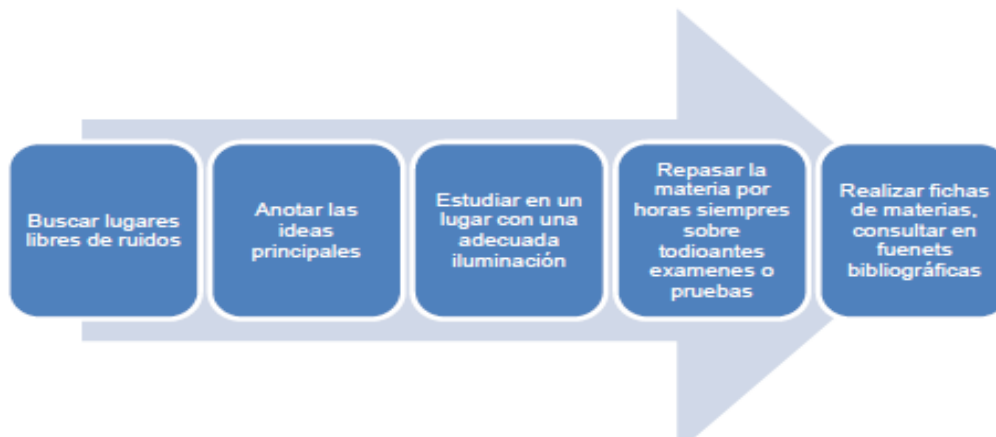 Buscar lugares
libres de ruidos
Anotar las
ideas
principales
Estudiar en un
lugar con una
adecuada
iluminación
Repasar la
materia por
horas siempres
sobre
todioantes
examenes o
pruebas
Realizar fichas
de materias,
consultar en
fuenets
bibliográficas